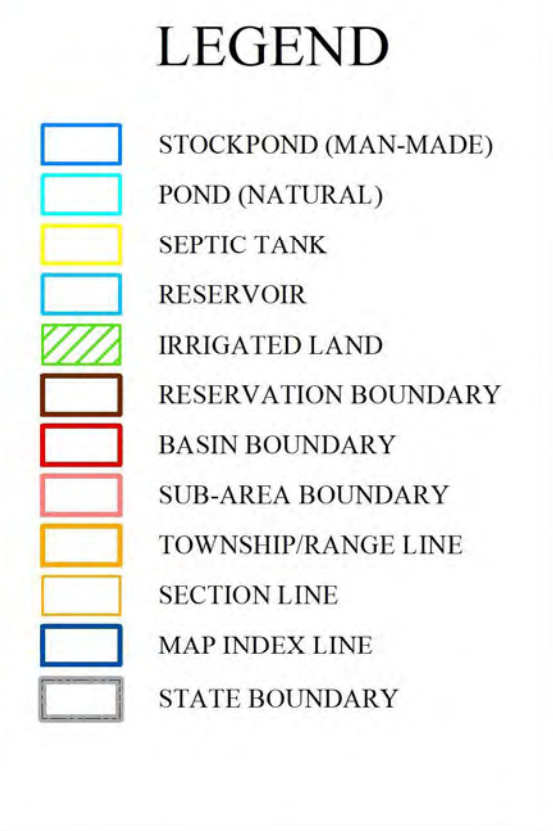 LEGEND
STOCKPOND (MAN-MADE)
POND (NATURAL)
SEPTIC TANK
RESERVOIR
IRRIGATED LAND
RESERVATION BOUNDARY
BASIN BOUNDARY
SUB-AREA BOUNDARY
TOWNSHIP/RANGE LINE
SECTION LINE
MAP INDEX LINE
STATE BOUNDARY